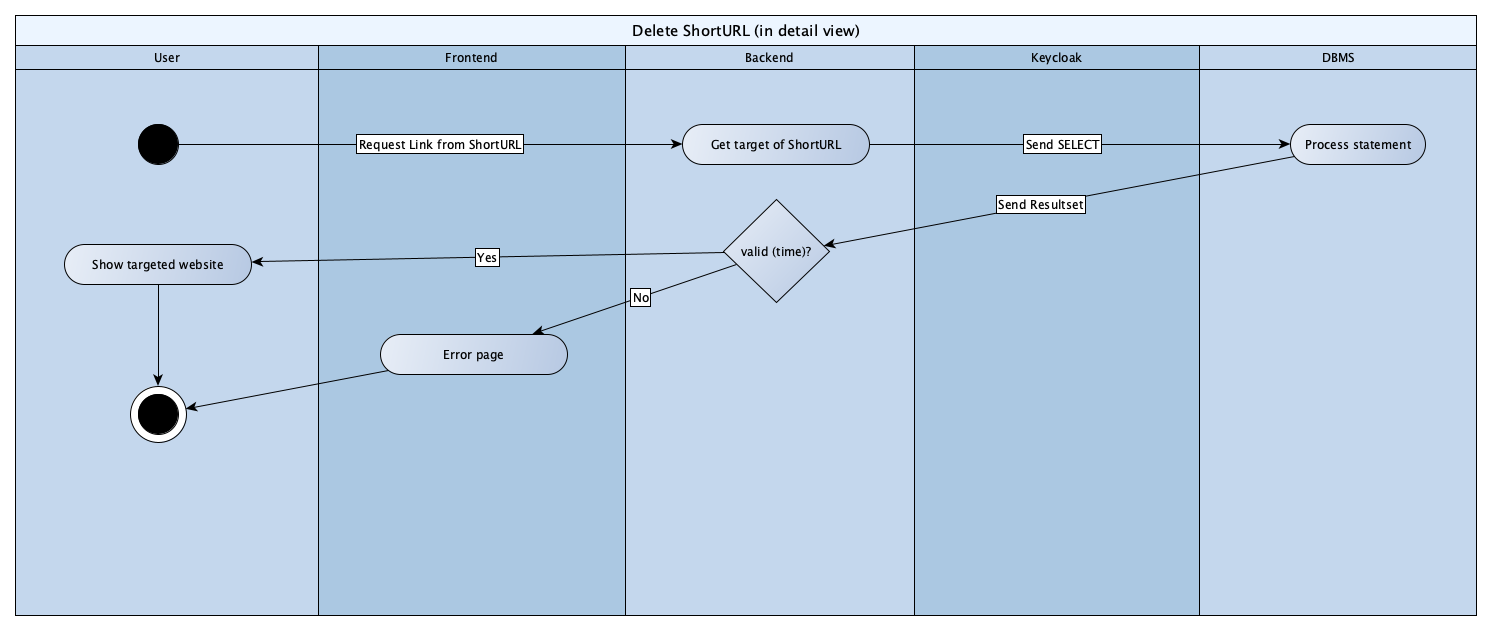 Delete ShortURL (in detail view)
User
Frontend
Backend
Keycloak
DBMS
Request Link from ShortURL
Get target of ShortURL
Send SELECT
Process statement
Send Resultset
valid (time)?
Yes
Show targeted website
No
Error page